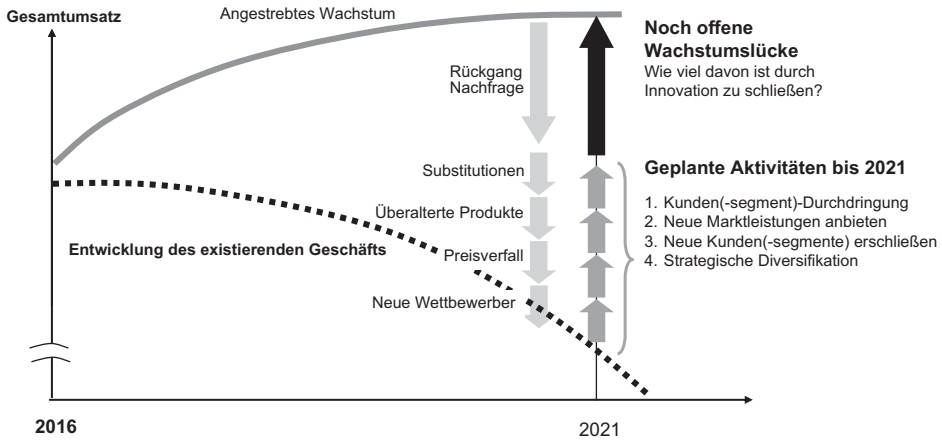 Gesamtumsatz
Angestrebtes Wachstum
Rückgang
Nachfrage
Substitutionen
Überalterte Produkte
Preisverfall
Neue Wettbewerber
Entwicklung des existierenden Geschäfts
Noch offene
Wachstumslücke
Wie viel davon ist durch
Innovation zu schließen?
Geplante Aktivitäten bis 2021
1. Kunden(-segment)-Durchdringung
2. Neue Marktleistungen anbieten
3. Neue Kunden(-segmente) erschließen
4. Strategische Diversifikation
2016
2021